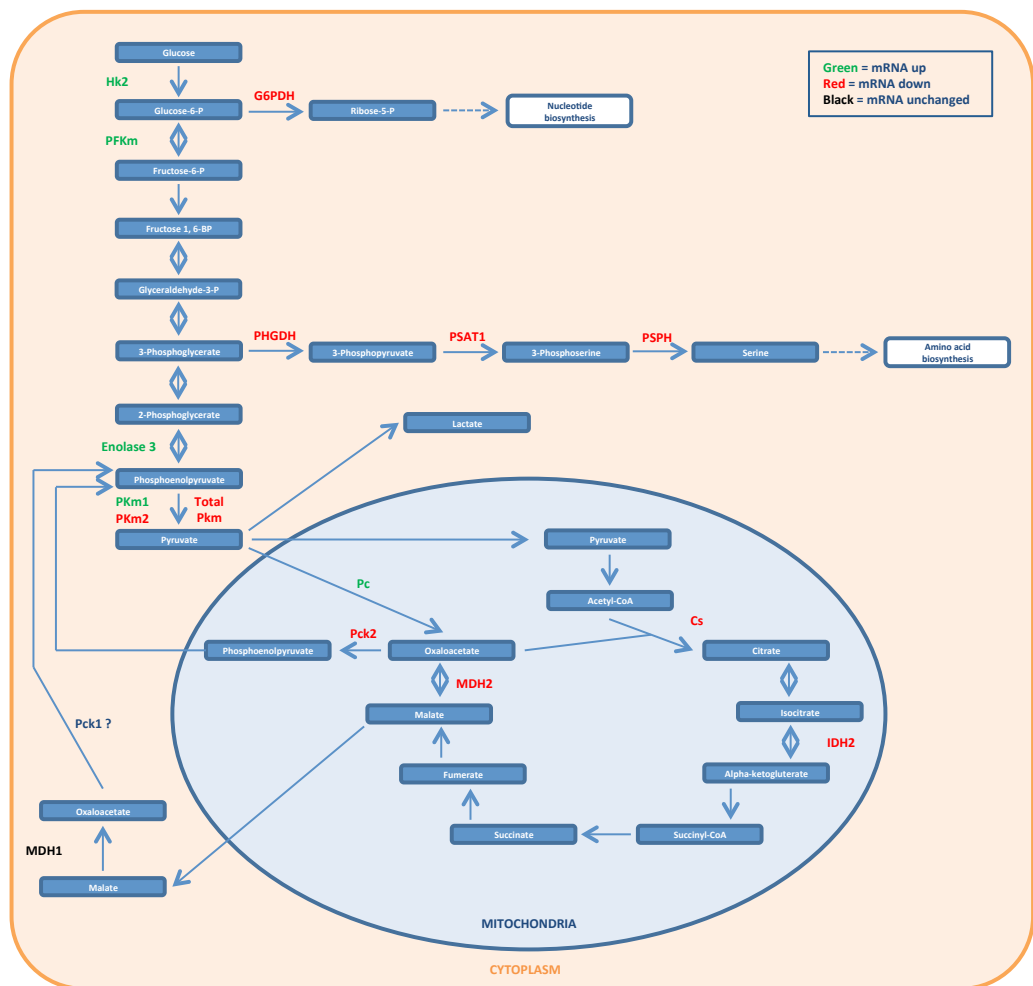 Glucose
Green = mRNA up
Red = mRNA down
Black = mRNA unchanged
Hk2
G6PDH
Glucose-6-P
Ribose-5-P
Nucleotide
biosynthesis
PFKm
Fructose-6-P
Fructose 1, 6-BP
Glyceraldehyde-3-P
PHGDH
PSAT1
PSPH
3-Phosphoglycerate
3-Phosphopyruvate
3-Phosphoserine
Serine
Amino acid
biosynthesis
2-Phosphoglycerate
Lactate
Enolase 3
Phosphoenolpyruvate
PKm1
PKm2
Total
Pkm
Pyruvate
Pyruvate
Pc
Acetyl-CoA
Cs
Pck2
Phosphoenolpyruvate
Oxaloacetate
Citrate
MDH2
Malate
Isocitrate
Pck1 ?
IDH2
Fumerate
Alpha-ketogluterate
Oxaloacetate
Succinate
Succinyl-CoA
MDH1
Malate
MITOCHONDRIA
CYTOPLASM